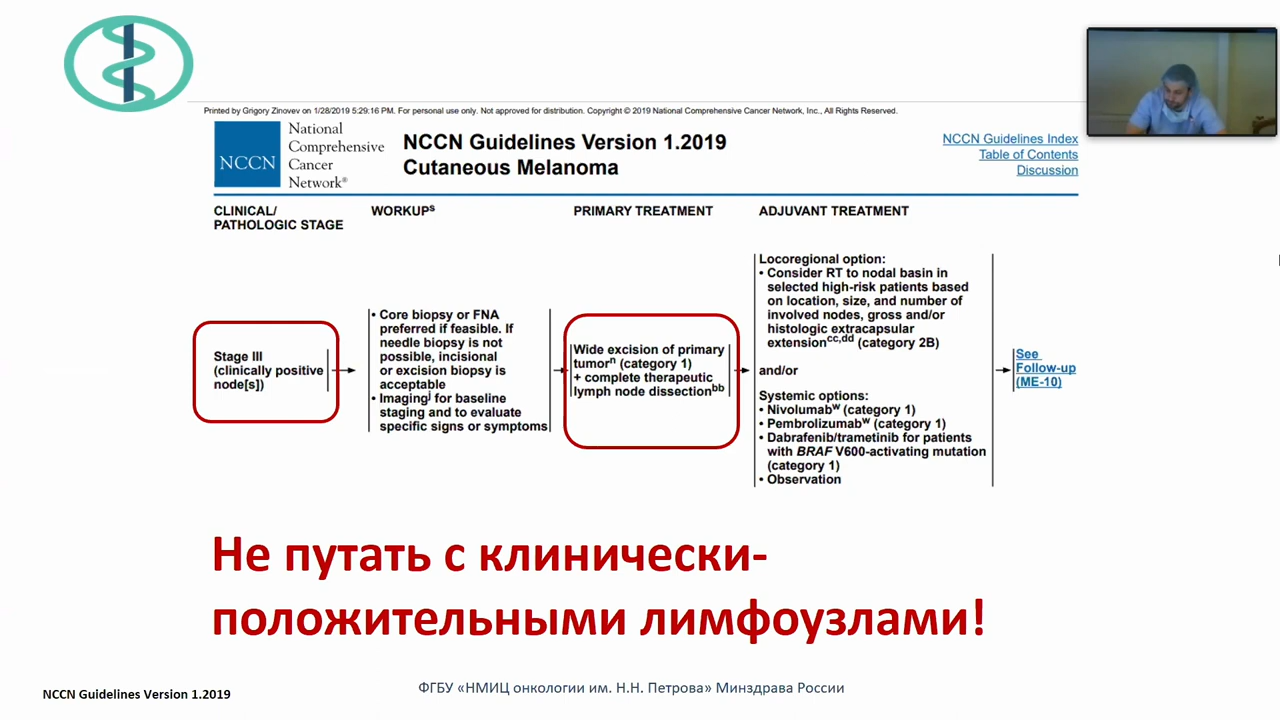 Printed by Grigory Zinovev on 1/28/2019 5:29:16 PM. For personal use only. Not approved for distribution. Copyright © 2019 National Comprehensive Cancer Network, Inc., All Rights Reserved.
NCCN
National
Comprehensive
Cancer
Network®
NCCN Guidelines Version 1.2019
Cutaneous Melanoma
NCCN Guidelines Index
Table of Contents
Discussion
CLINICAL/
PATHOLOGIC STAGE
WORKUPs
PRIMARY TREATMENT
ADJUVANT TREATMENT
Stage III
(clinically positive
node[s])
• Core biopsy or FNA
preferred if feasible. If
needle biopsy is not
possible, incisional
or excision biopsy is
acceptable
• Imagingj for baseline
staging and to evaluate
specific signs or symptoms
Wide excision of primary
tumorn (category 1)
+ complete therapeutic
lymph node dissectionbb
Locoregional option:
• Consider RT to nodal basin in
selected high-risk patients based
on location, size, and number of
involved nodes, gross and/or
histologic extracapsular
extensioncc,dd (category 2B)
and/or
Systemic options:
• Nivolumabw (category 1)
• Pembrolizumabw (category 1)
• Dabrafenib/trametinib for patients
with BRAF V600-activating mutation
(category 1)
• Observation
See
Follow-up
(ME-10)
Не путать с клинически-
положительными лимфоузлами!
NCCN Guidelines Version 1.2019
ФГБУ «НМИЦ онкологии им. Н.Н. Петрова» Минздрава России